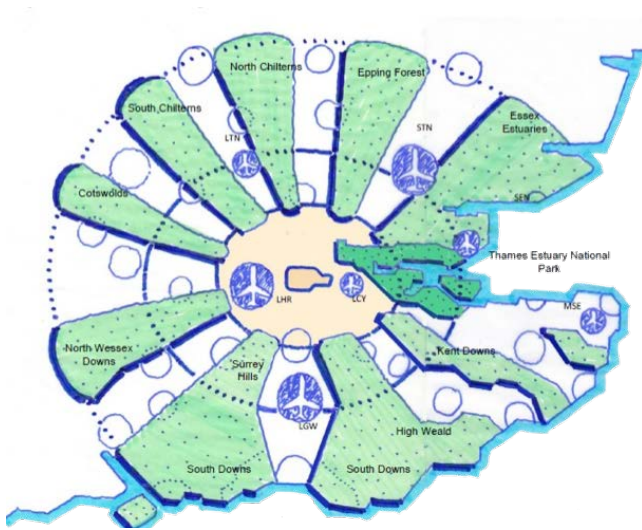 North Chilterns
Epping Forest
South Chilterns
Essex
Estuaries
LTN
STN
Cotswolds
SEN
Thames Estuary National
Park
LHR
LCY
MSE
North Wessex
Downs
Surrey
Hills
Kent Downs
LGW
High Weald
South Downs
South Downs